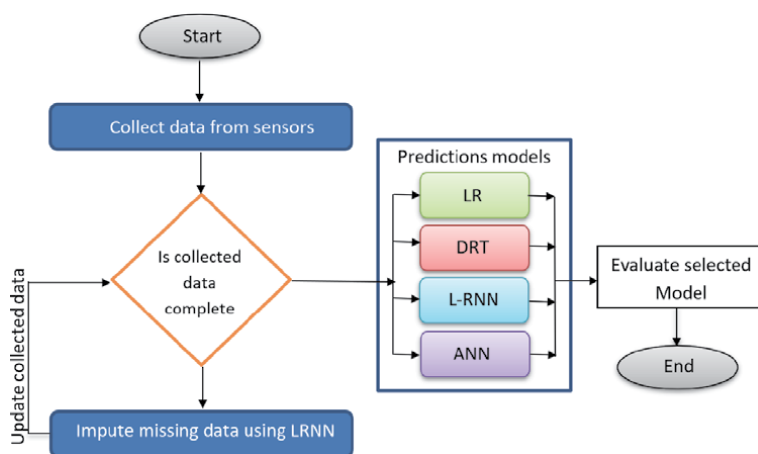 Start
Collect data from sensors
Is collected
data
complete
Update collected data
Impute missing data using LRNN
Predictions models
LR
DRT
L-RNN
ANN
Evaluate selected
Model
End